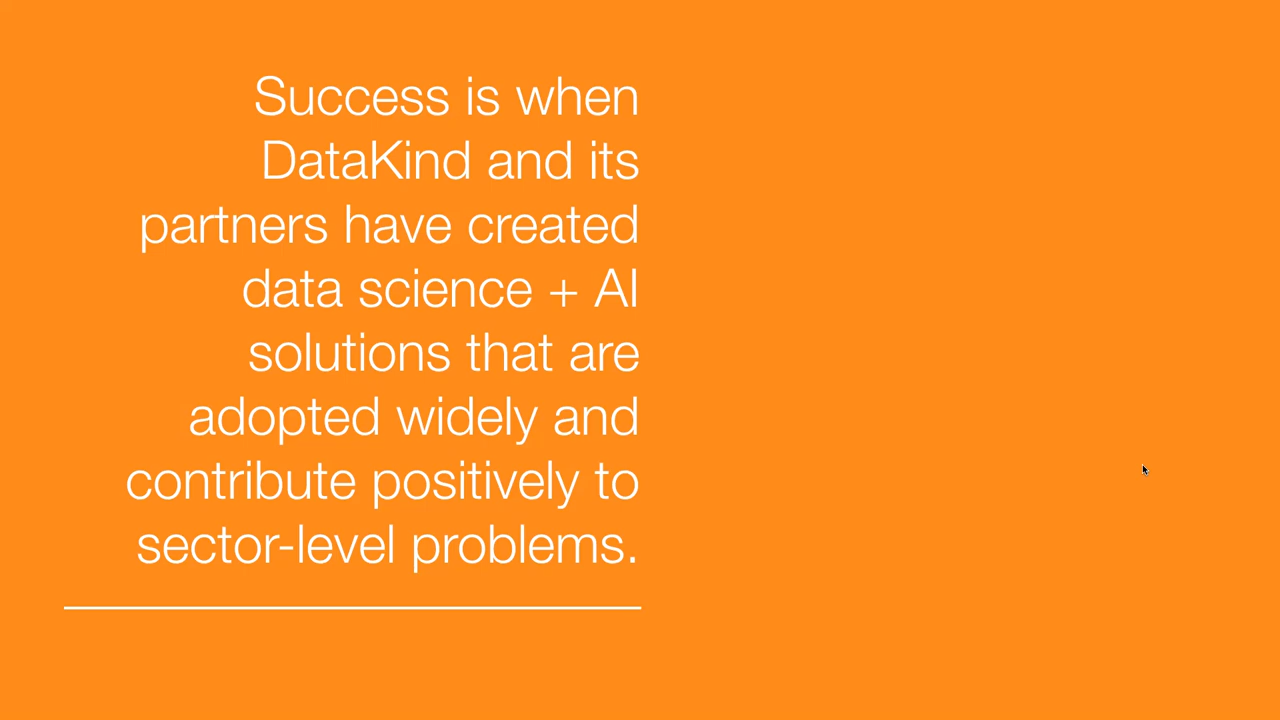 Success is when
DataKind and its
partners have created
data science + AI
solutions that are
adopted widely and
contribute positively to
sector-level problems.